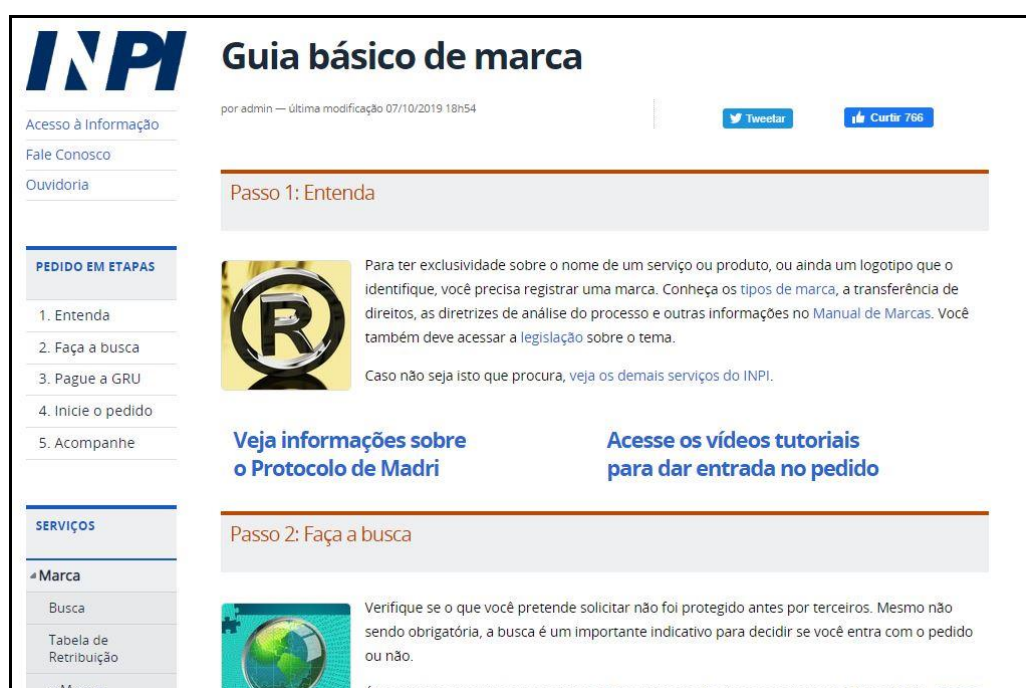 INPI
Acesso à Informação
Fale Conosco
Ouvidoria
PEDIDO EM ETAPAS
1. Entenda
2. Faça a busca
3. Pague a GRU
4. Inicie o pedido
5. Acompanhe
SERVIÇOS
Marca
Busca
Tabela de
Retribuição
Guia básico de marca
por admin — última modificação 07/10/2019 18h54
Tweetar
Curtir 766
Passo 1: Entenda
R
Para ter exclusividade sobre o nome de um serviço ou produto, ou ainda um logotipo que o
identifique, você precisa registrar uma marca. Conheça os tipos de marca, a transferência de
direitos, as diretrizes de análise do processo e outras informações no Manual de Marcas. Você
também deve acessar a legislação sobre o tema.
Caso não seja isto que procura, veja os demais serviços do INPI.
Veja informações sobre
o Protocolo de Madri
Acesse os vídeos tutoriais
para dar entrada no pedido
Passo 2: Faça a busca
Verifique se o que você pretende solicitar não foi protegido antes por terceiros. Mesmo não
sendo obrigatória, a busca é um importante indicativo para decidir se você entra com o pedido
ou não.